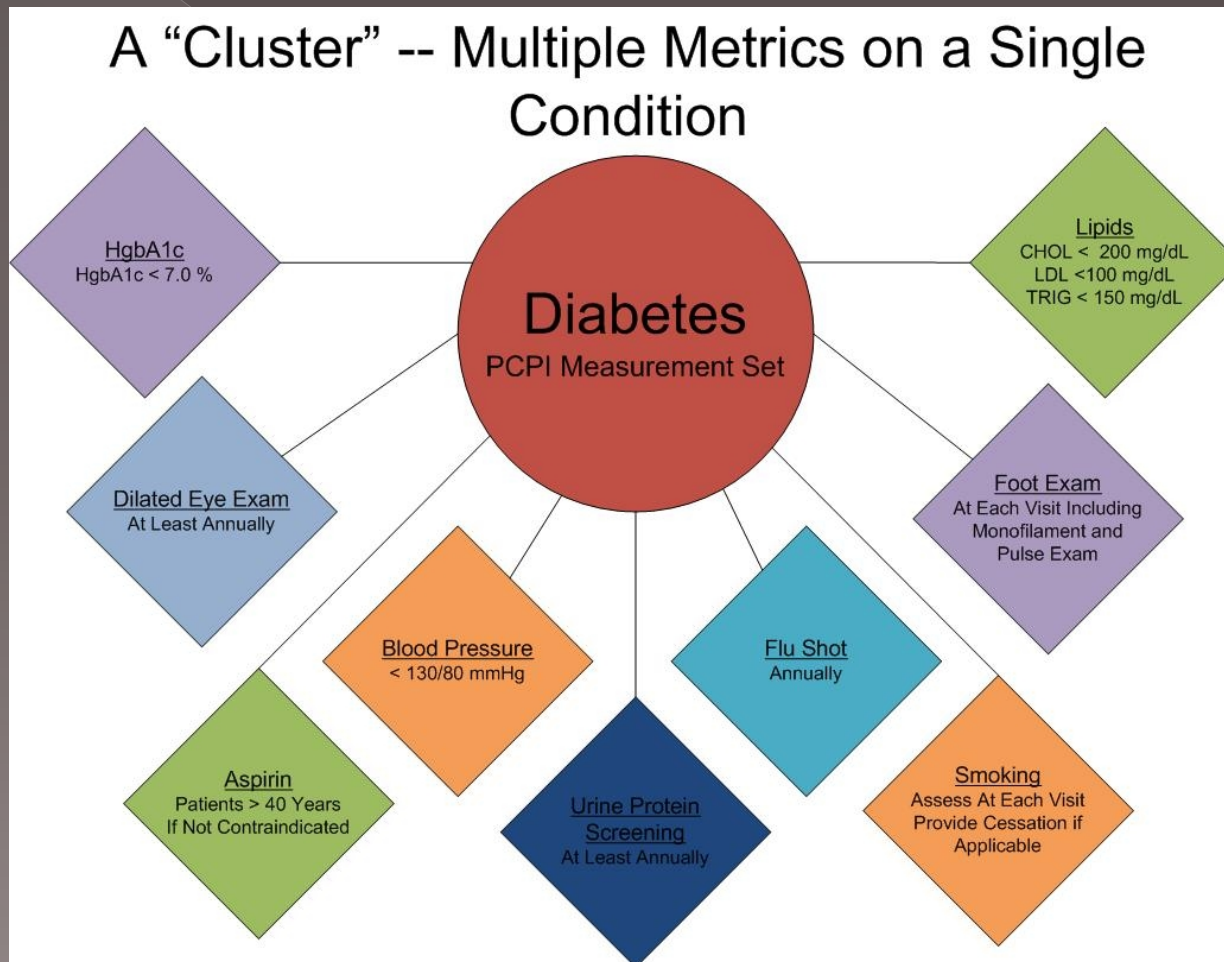 A “Cluster” -- Multiple Metrics on a Single
Condition
HgbA1c
HgbA1c < 7.0 %
Lipids
CHOL < 200 mg/dL
LDL <100 mg/dL
TRIG < 150 mg/dL
Diabetes
PCPI Measurement Set
Dilated Eye Exam
At Least Annually
Foot Exam
At Each Visit Including
Monofilament and
Pulse Exam
Blood Pressure
< 130/80 mmHg
Flu Shot
Annually
Aspirin
Patients > 40 Years
If Not Contraindicated
Urine Protein
Screening
At Least Annually
Smoking
Assess At Each Visit
Provide Cessation if
Applicable